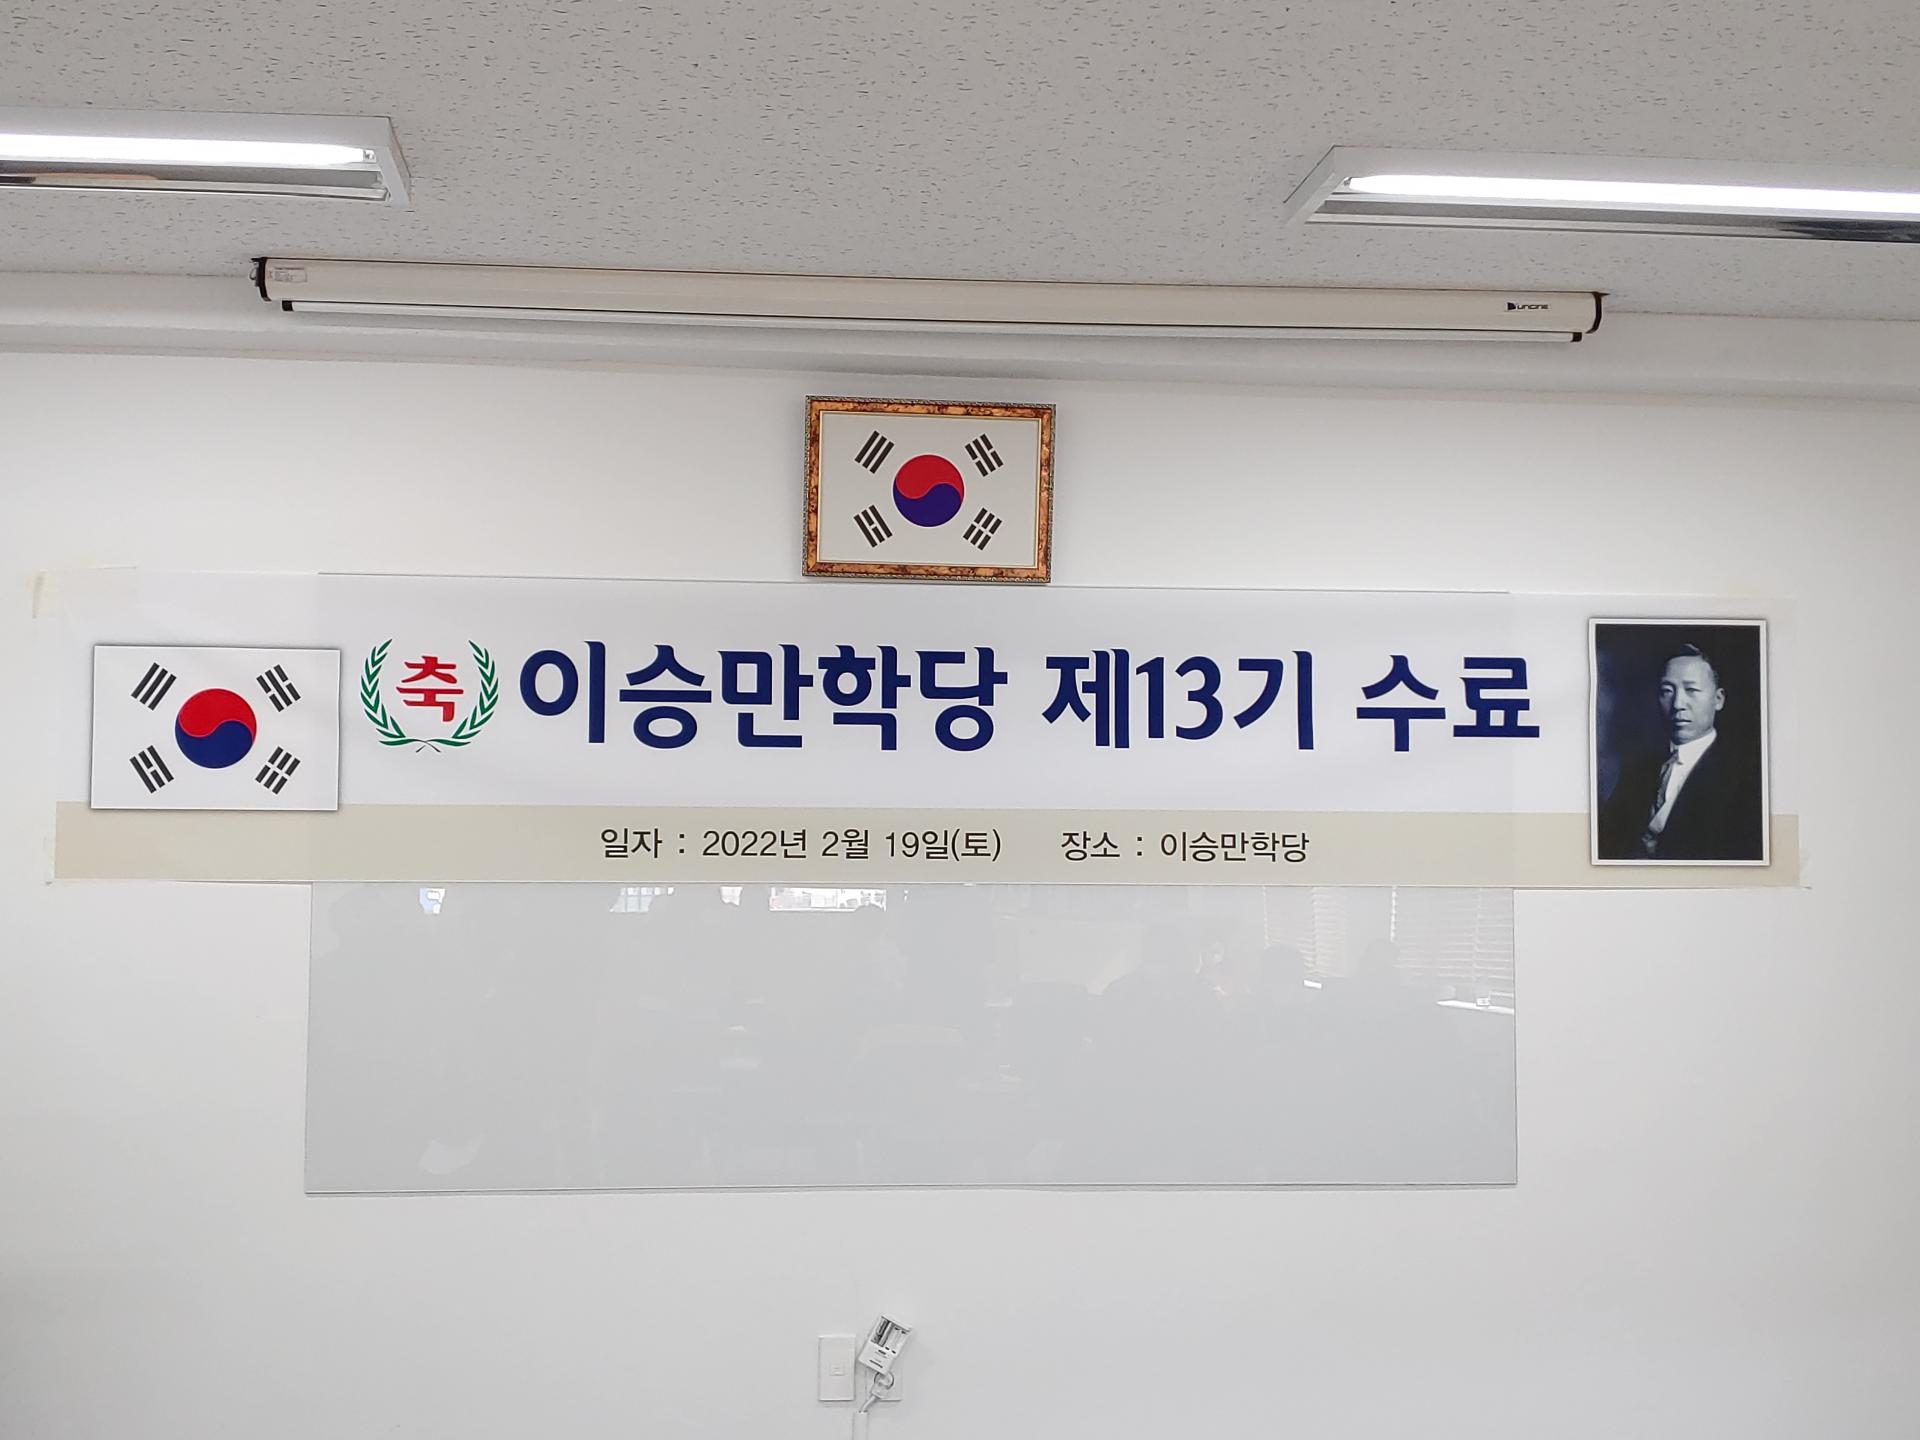 UNICINE
축 이승만학당 제13기 수료
일자 : 2022년 2월 19일(토) 장소 : 이승만학당